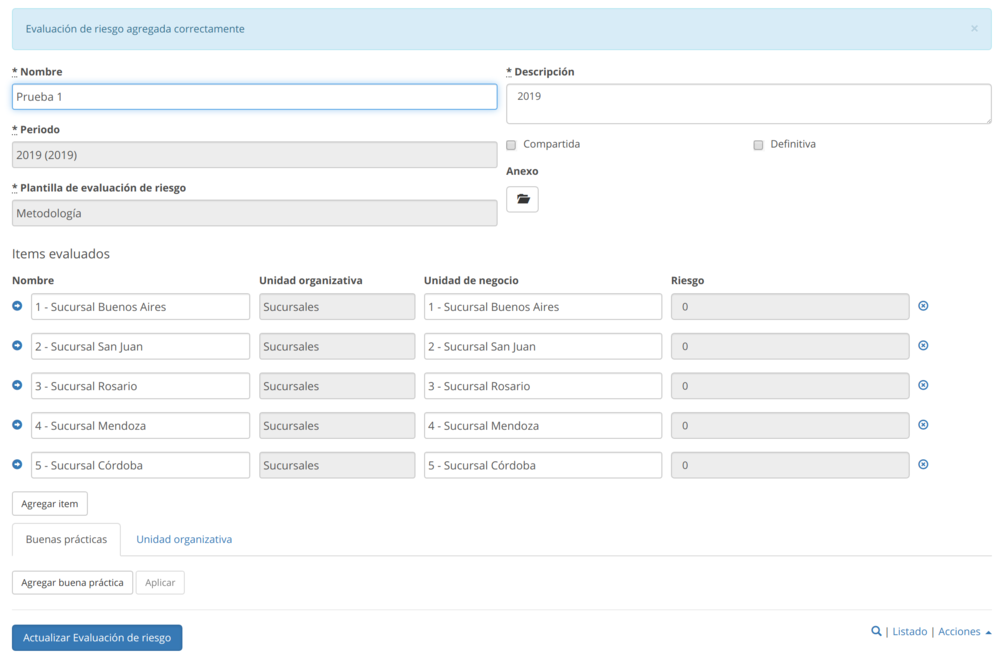 Evaluación de riesgo agregada correctamente ×
* Nombre
Prueba 1
* Descripción
2019
* Periodo
2019 (2019)
Compartida
Definitiva
* Plantilla de evaluación de riesgo
Metodología
Anexo
Items evaluados
Nombre Unidad organizativa Unidad de negocio Riesgo
1 - Sucursal Buenos Aires Sucursales 1 - Sucursal Buenos Aires 0
2 - Sucursal San Juan Sucursales 2 - Sucursal San Juan 0
3 - Sucursal Rosario Sucursales 3 - Sucursal Rosario 0
4 - Sucursal Mendoza Sucursales 4 - Sucursal Mendoza 0
5 - Sucursal Córdoba Sucursales 5 - Sucursal Córdoba 0
Agregar item
Buenas prácticas Unidad organizativa
Agregar buena práctica Aplicar
Actualizar Evaluación de riesgo | Listado | Acciones